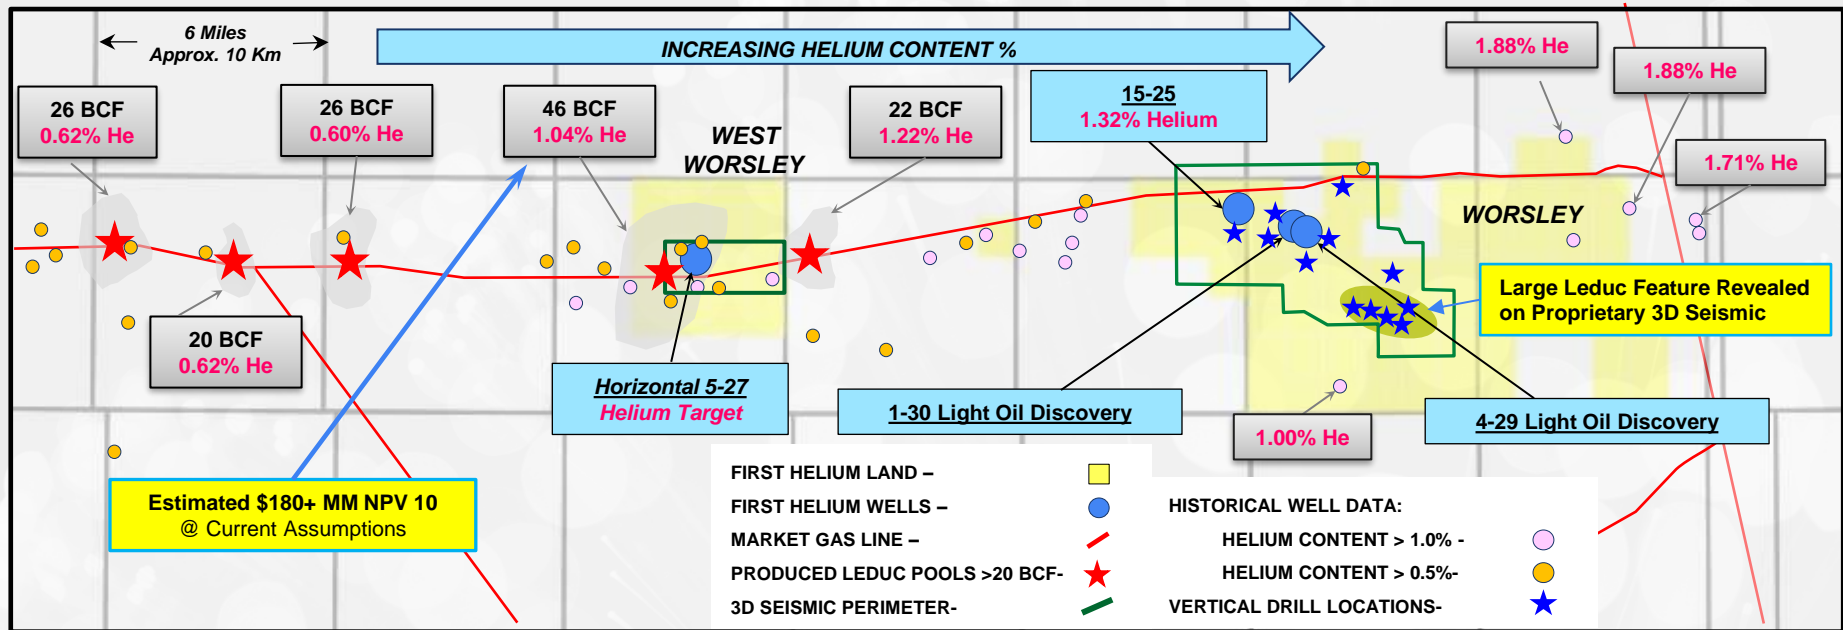 6 Miles
Approx. 10 Km
INCREASING HELIUM CONTENT %
1.88% He
1.88% He
26 BCF
0.62% He
26 BCF
0.60% He
46 BCF
1.04% He
WEST
WORSLEY
22 BCF
1.22% He
15-25
1.32% Helium
1.71% He
WORSLEY
20 BCF
0.62% He
Large Leduc Feature Revealed
on Proprietary 3D Seismic
Horizontal 5-27
Helium Target
1-30 Light Oil Discovery
1.00% He
4-29 Light Oil Discovery
Estimated $180+ MM NPV 10
@ Current Assumptions
FIRST HELIUM LAND –
FIRST HELIUM WELLS –
MARKET GAS LINE –
PRODUCED LEDUC POOLS >20 BCF-
3D SEISMIC PERIMETER-
HISTORICAL WELL DATA:
HELIUM CONTENT > 1.0% -
HELIUM CONTENT > 0.5%-
VERTICAL DRILL LOCATIONS-